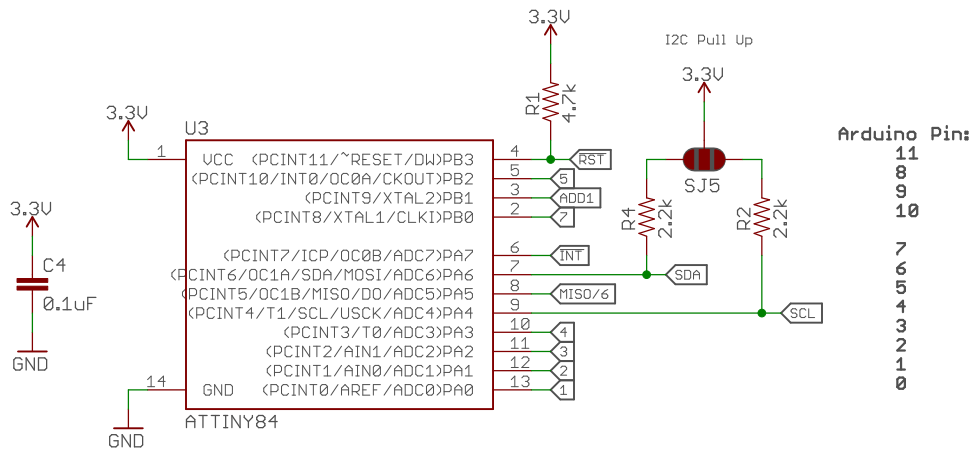 3.3V
I2C Pull Up
3.3V
3.3V
R1
4.7k
Arduino Pin:
U3
1
VCC
(PCINT11/~RESET/DW)PB3
4
RST
11
(PCINT10/INT0/OC0A/CKOUT)PB2
5
5
8
SJ5
(PCINT9/XTAL2)PB1
3
ADD1
9
(PCINT8/XTAL1/CLKI)PB0
2
7
10
3.3V
R4
2.2k
R2
2.2k
(PCINT7/ICP/OC0B/ADC7)PA7
6
INT
7
C4
(PCINT6/OC1A/SDA/MOSI/ADC6)PA6
7
SDA
6
(PCINT5/OC1B/MISO/DO/ADC5)PA5
8
MISO/6
5
0.1uF
(PCINT4/T1/SCL/USCK/ADC4)PA4
9
SCL
4
(PCINT3/T0/ADC3)PA3
10
4
3
(PCINT2/AIN1/ADC2)PA2
11
3
2
GND
(PCINT1/AIN0/ADC1)PA1
12
2
1
14
GND
(PCINT0/AREF/ADC0)PA0
13
1
0
ATTINY84
GND